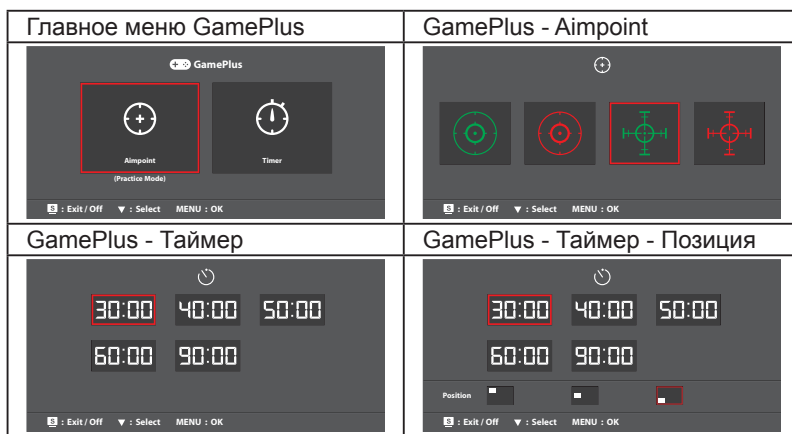 Главное меню GamePlus
GamePlus - Aimpoint
GamePlus
Aimpoint
Timer
(Practice Mode)
S : Exit / Off ▼ : Select MENU : OK
S : Exit / Off ▼ : Select MENU : OK
GamePlus - Таймер
GamePlus - Таймер - Позиция
30:00 40:00 50:00
60:00 90:00
S : Exit / Off ▼ : Select MENU : OK
30:00 40:00 50:00
60:00 90:00
Position
S : Exit / Off ▼ : Select MENU : OK